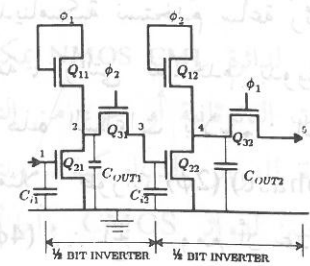 ϕ1 ϕ2
Q11 ϕ2 Q12 ϕ1
2 Q31 3 4 Q32 5
1 Q21 COUT1 Q22 COUT2
Ci1 Ci2
½ BIT INVERTER ½ BIT INVERTER